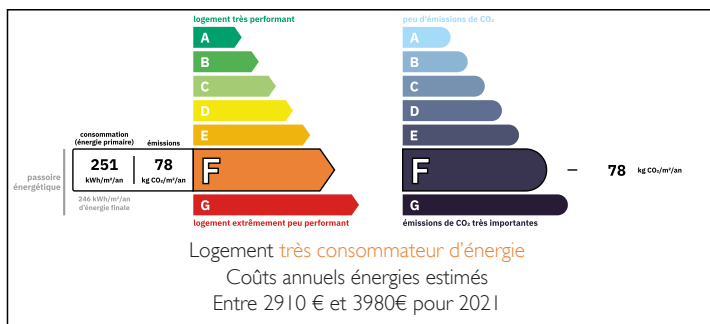 logement très performant
A
B
C
D
E
consommation
(énergie primaire)
émissions
251
kWh/m²/an
78
kg CO₂/m²/an
F
passoire
énergétique
246 kWh/m²/an
d'énergie finale
G
logement extrêmement peu performant
peu d'émissions de CO₂
A
B
C
D
E
F
78 kg CO₂/m²/an
G
émissions de CO₂ très importantes
Logement très consommateur d'énergie
Coûts annuels énergies estimés
Entre 2910 € et 3980€ pour 2021